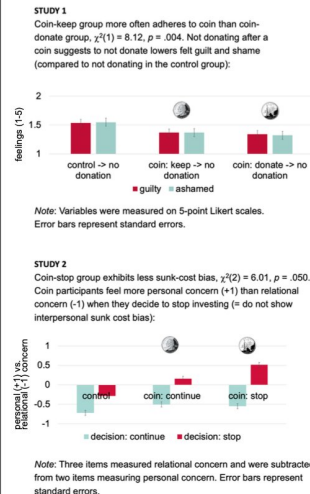 STUDY 1
Coin-keep group more often adheres to coin than coin-
donate group, χ²(1) = 8.12, p = .004. Not donating after a
coin suggests to not donate lowers felt guilt and shame
(compared to not donating in the control group):
feelings (1-5)
2
1.5
1
control -> no
donation
coin: keep -> no
donation
coin: donate -> no
donation
guilty ashamed
Note: Variables were measured on 5-point Likert scales.
Error bars represent standard errors.
STUDY 2
Coin-stop group exhibits less sunk-cost bias, χ²(2) = 6.01, p = .050.
Coin participants feel more personal concern (+1) than relational
concern (-1) when they decide to stop investing (= do not show
interpersonal sunk cost bias):
personal (+1) vs.
relational (-1) concern
1
0.5
0
-0.5
-1
control
coin: continue
coin: stop
decision: continue decision: stop
Note: Three items measured relational concern and were subtracted
from two items measuring personal concern. Error bars represent
standard errors.